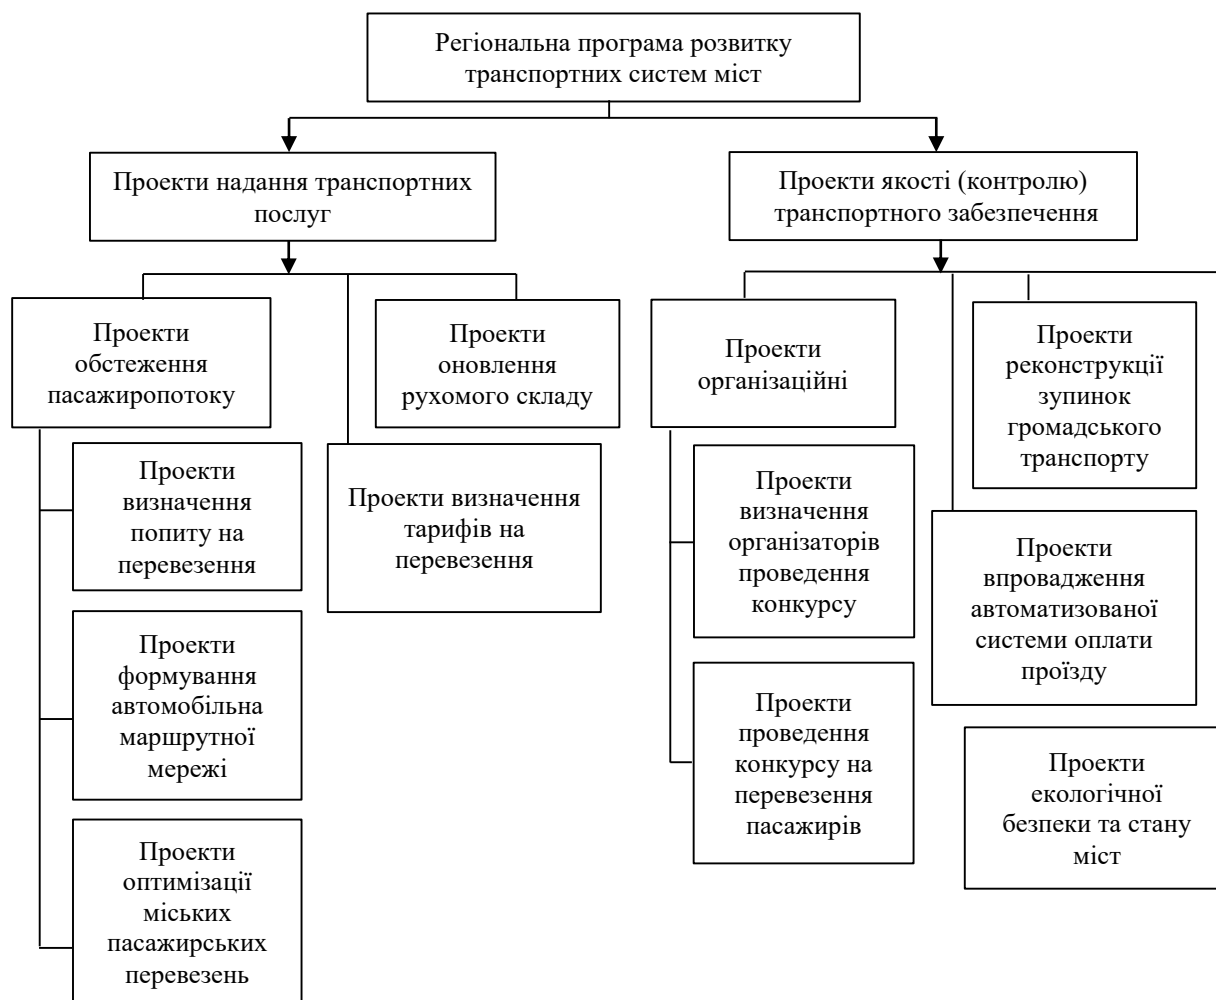 Регіональна програма розвитку
транспортних систем міст
Проекти надання транспортних
послуг
Проекти якості (контролю)
транспортного забезпечення
Проекти
обстеження
пасажиропотоку
Проекти
оновлення
рухомого складу
Проекти
організаційні
Проекти
реконструкції
зупинок
громадського
транспорту
Проекти
визначення
попиту на
перевезення
Проекти визначення
тарифів на
перевезення
Проекти
визначення
організаторів
проведення
конкурсу
Проекти
впровадження
автоматизованої
системи оплати
проїзду
Проекти
формування
автомобільна
маршрутної
мережі
Проекти
проведення
конкурсу на
перевезення
пасажирів
Проекти
екологічної
безпеки та стану
міст
Проекти
оптимізації
міських
пасажирських
перевезень